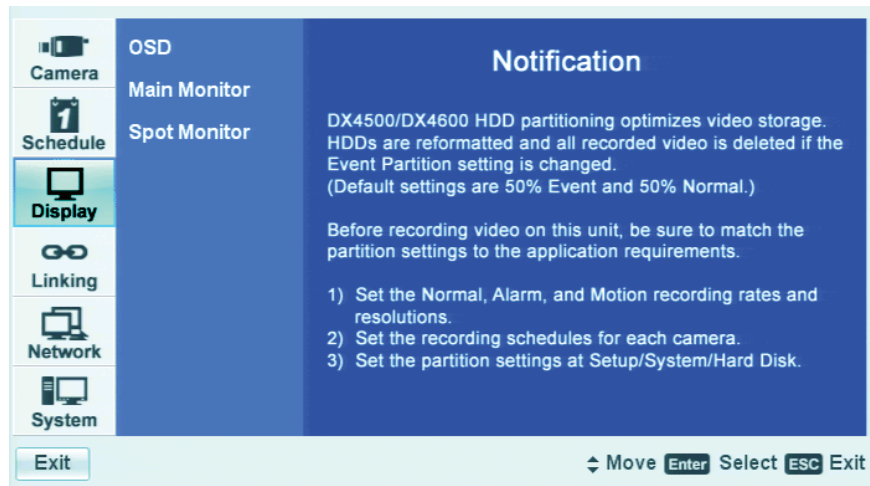 Camera
Schedule
Display
Linking
Network
System
OSD
Main Monitor
Spot Monitor
Notification
DX4500/DX4600 HDD partitioning optimizes video storage.
HDDs are reformatted and all recorded video is deleted if the
Event Partition setting is changed.
(Default settings are 50% Event and 50% Normal.)
Before recording video on this unit, be sure to match the
partition settings to the application requirements.
1) Set the Normal, Alarm, and Motion recording rates and
resolutions.
2) Set the recording schedules for each camera.
3) Set the partition settings at Setup/System/Hard Disk.
Exit
Move Enter Select ESC Exit